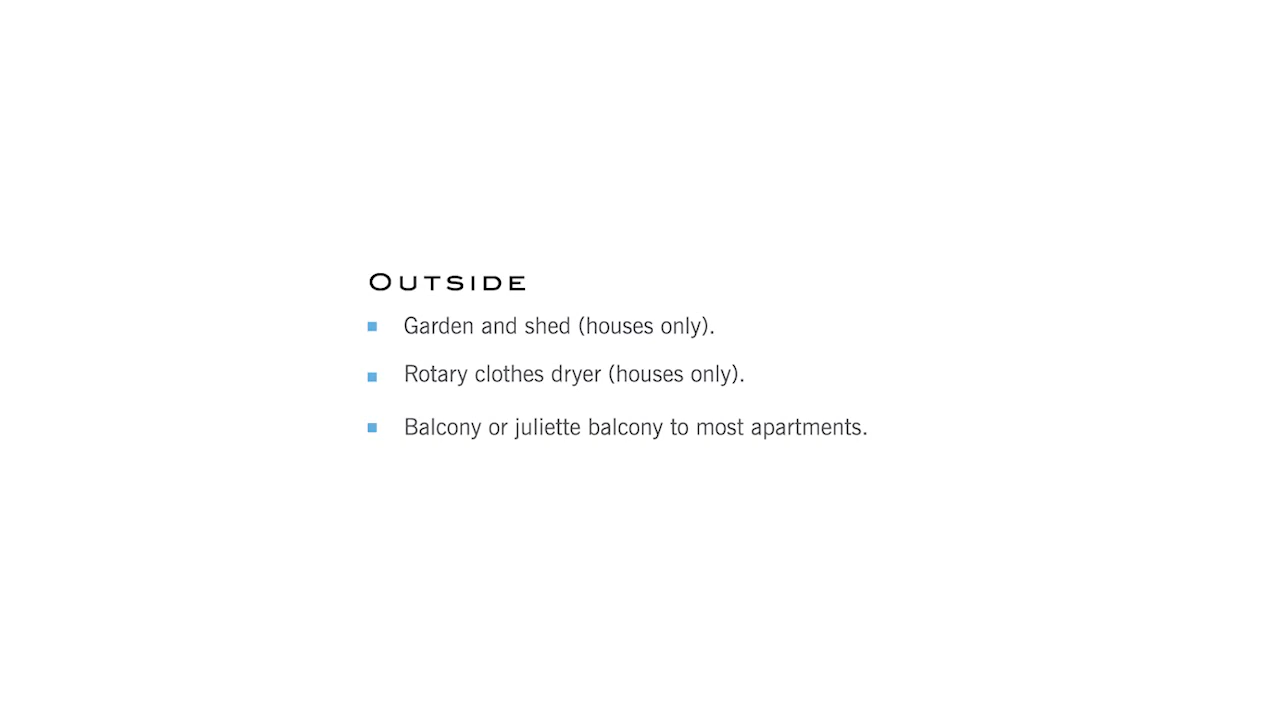 Outside
Garden and shed (houses only).
Rotary clothes dryer (houses only).
Balcony or juliette balcony to most apartments.